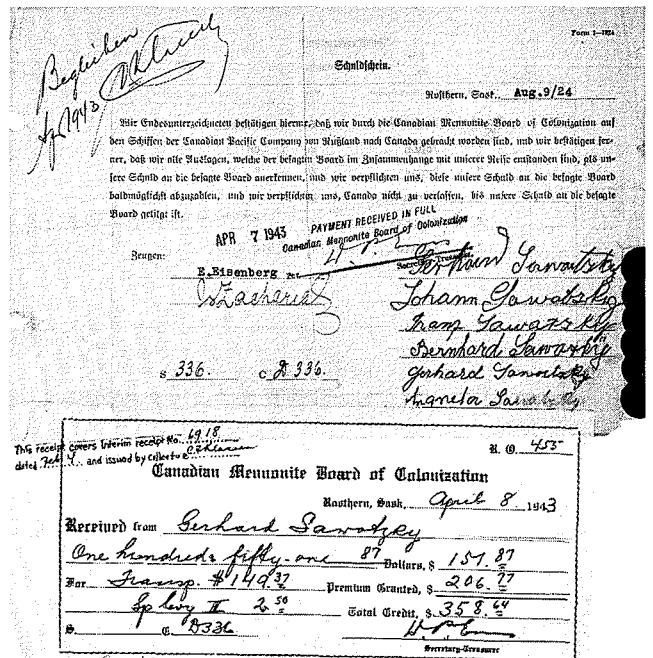 Form 1—1924
Beglichen
Apr 1943
Schuldschein.
Rosthern, Sask., Aug.9/24
Wir Endesunterzeichneten bestätigen hiermit, daß wir durch die Canadian Mennonite Board of Colonization auf
den Schiffen der Canadian Pacific Company von Rußland nach Canada gebracht worden sind, und wir bestätigen fer-
ner, daß wir alle Auslagen, welche der besagten Board im Zusammenhange mit unserer Reise entstanden sind, als un-
sere Schuld an die besagte Board anerkennen, und wir verpflichten uns, diese unsere Schuld an die besagte Board
baldmöglichst abzuzahlen, und wir verpflichten uns, Canada nicht zu verlassen, bis unsere Schuld an die besagte
Board getilgt ist.
APR 7 1943 PAYMENT RECEIVED IN FULL
Canadian Mennonite Board of Colonization
Per
Secretary-Treasurer
Zeugen:
E.Eisenberg
Zacharias
Gerhard Sawatzky
Johann Sawatzky
Franz Sawatzky
Bernhard Sawatzky
Gerhard Sawatzky
Agneta Sawatzky
$ 336. C D 336.
This receipt covers Interim receipt No. 6918
dated Feb 4 and issued by Collector
R. O. 455
Canadian Mennonite Board of Colonization
Rosthern, Sask., April 8 1943
Received from Gerhard Sawatzky
One hundred fifty-one 87 Dollars, $ 151.87
For Transp. $149.37 Premium Granted, $ 206.77
Sp levy II 2.50 Total Credit, $ 358.64
S. C. D336
Secretary-Treasurer